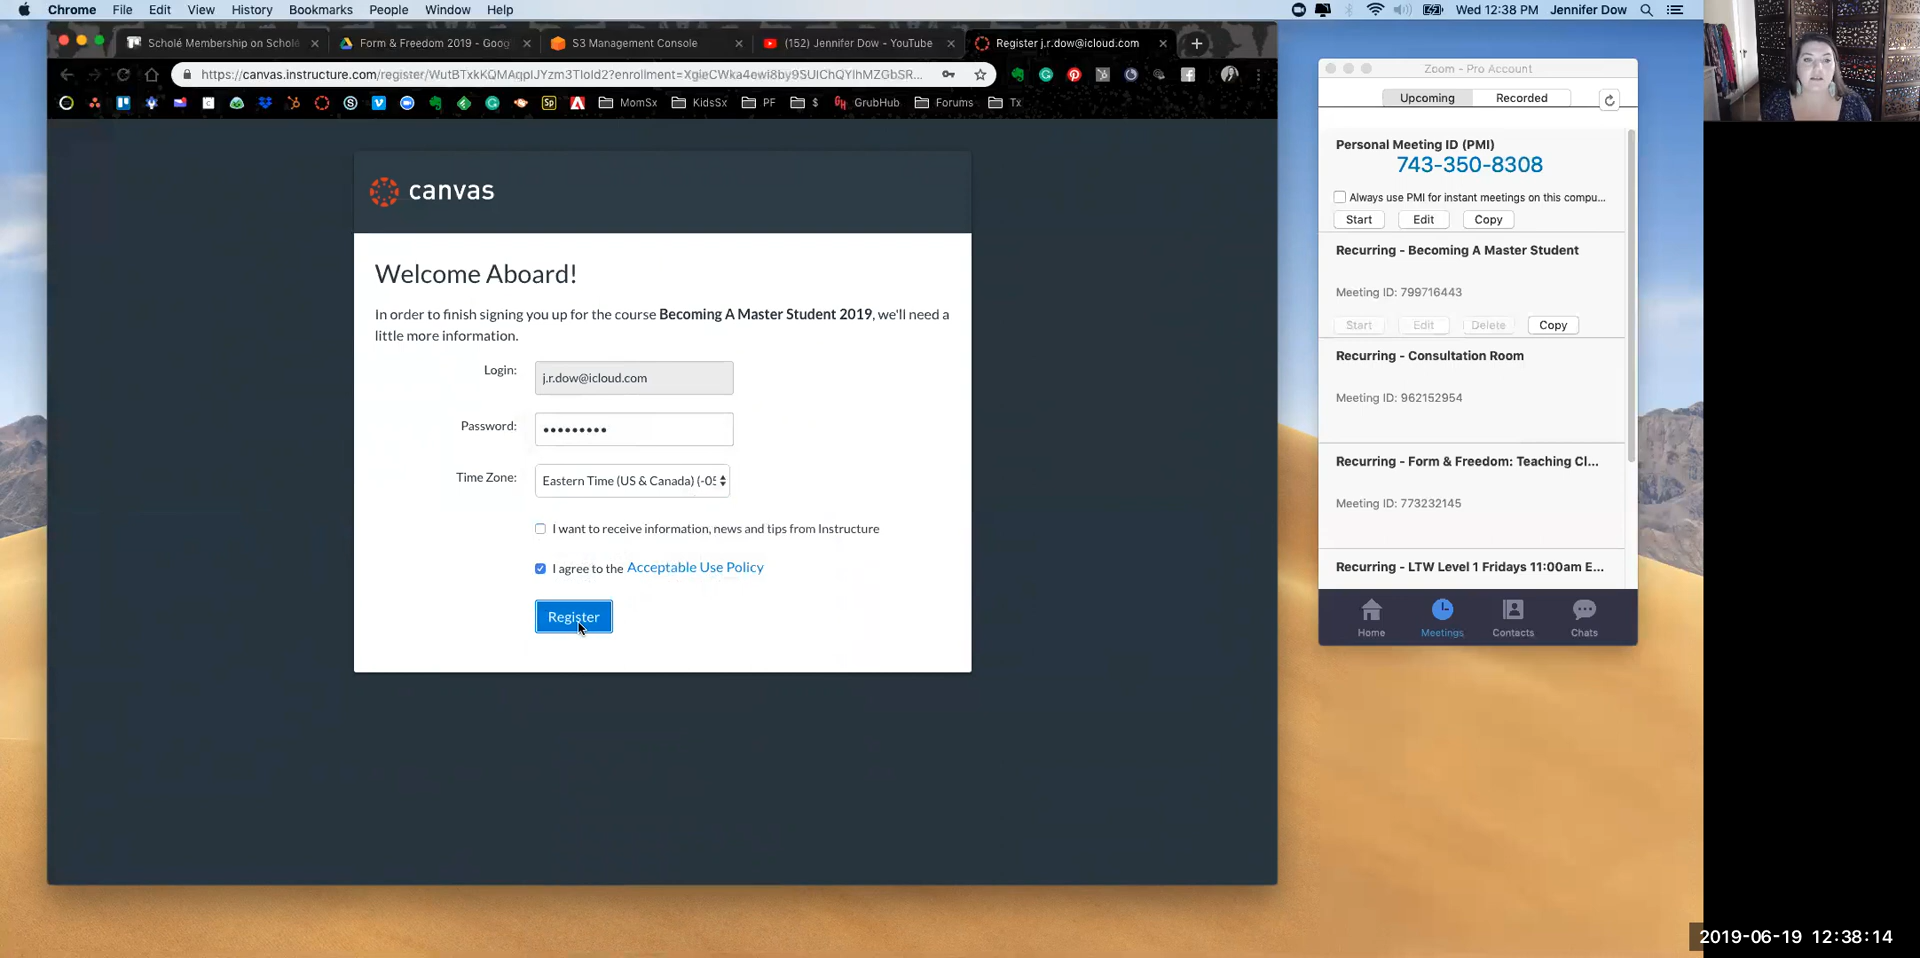 Chrome File Edit View History Bookmarks People Window Help
Wed 12:38 PM Jennifer Dow
Scholé Membership on Scholé
Form & Freedom 2019 - Goog
S3 Management Console
(152) Jennifer Dow - YouTube
Register j.r.dow@icloud.com
MomSx KidsSx PF $ GrubHub Forums Tx
canvas
Welcome Aboard!
In order to finish signing you up for the course Becoming A Master Student 2019, we'll need a
little more information.
Login: j.r.dow@icloud.com
Password: •••••••••
Time Zone: Eastern Time (US & Canada) (-05
I want to receive information, news and tips from Instructure
I agree to the Acceptable Use Policy
Register
Zoom - Pro Account
Upcoming Recorded
Personal Meeting ID (PMI)
743-350-8308
Always use PMI for instant meetings on this compu...
Start Edit Copy
Recurring - Becoming A Master Student
Meeting ID: 799716443
Start Edit Delete Copy
Recurring - Consultation Room
Meeting ID: 962152954
Recurring - Form & Freedom: Teaching Cl...
Meeting ID: 773232145
Recurring - LTW Level 1 Fridays 11:00am E...
Home Meetings Contacts Chats
2019-06-19 12:38:14